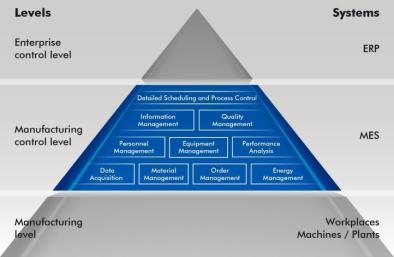 Levels
Systems
Enterprise
control level
ERP
Detailed Scheduling and Process Control
Information
Management
Quality
Management
Manufacturing
control level
MES
Personnel
Management
Equipment
Management
Performance
Analysis
Data
Acquisition
Material
Management
Order
Management
Energy
Management
Manufacturing
level
Workplaces
Machines / Plants